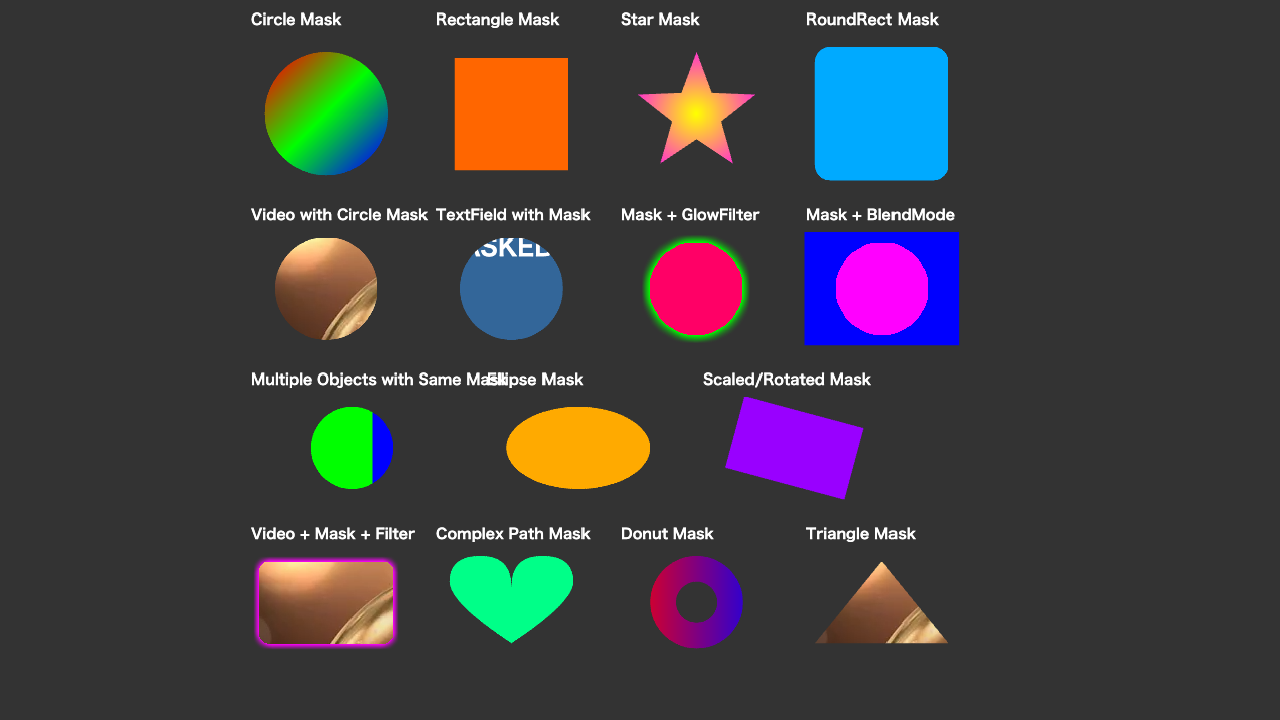 Circle Mask
Rectangle Mask
Star Mask
RoundRect Mask
Video with Circle Mask
TextField with Mask
Mask + GlowFilter
Mask + BlendMode
ASKED
Multiple Objects with Same Mask
Ellipse Mask
Scaled/Rotated Mask
Video + Mask + Filter
Complex Path Mask
Donut Mask
Triangle Mask